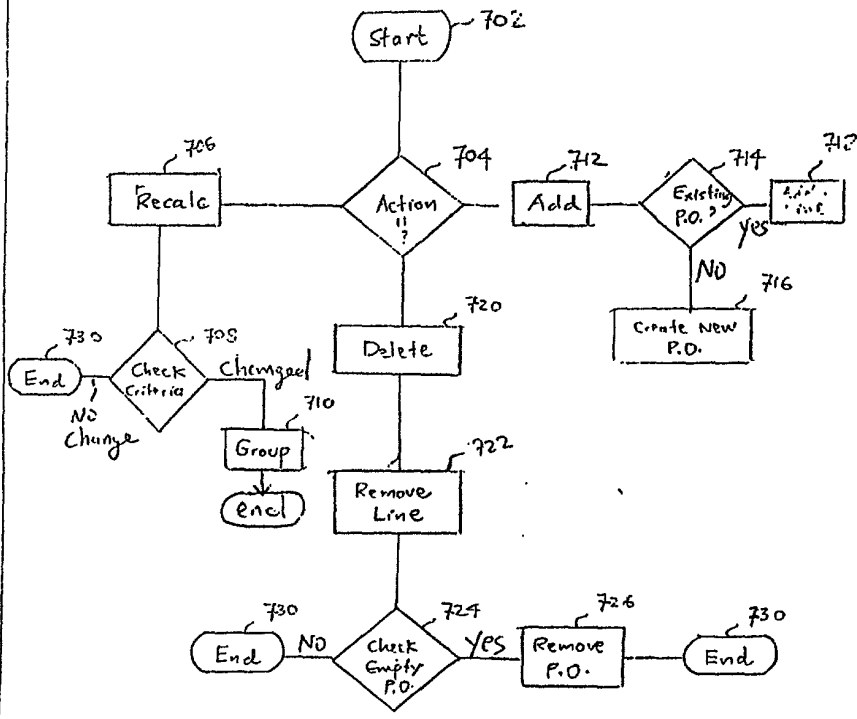 Start
702
706
Recalc
704
Action
=
?
712
Add
714
Existing
P.O.?
Yes
718
Line
No
716
Create New
P.O.
720
Delete
730
End
No
Change
708
Check
Criteria
Changed
710
Group
end
722
Remove
Line
730
End
No
724
Check
Empty
P.O.
Yes
726
Remove
P.O.
730
End